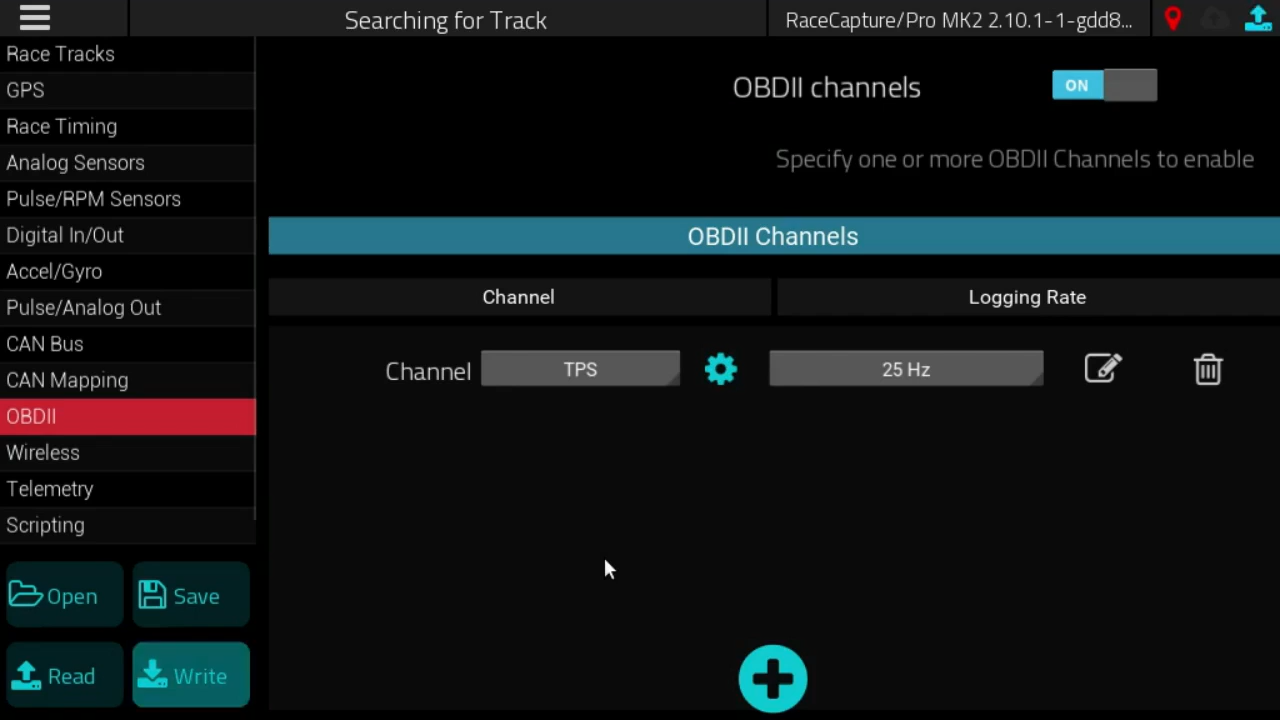 Searching for Track
RaceCapture/Pro MK2 2.10.1-1-gdd8...
Race Tracks
GPS
Race Timing
Analog Sensors
Pulse/RPM Sensors
Digital In/Out
Accel/Gyro
Pulse/Analog Out
CAN Bus
CAN Mapping
OBDII
Wireless
Telemetry
Scripting
Open
Save
Read
Write
OBDII channels
ON
Specify one or more OBDII Channels to enable
OBDII Channels
Channel
Logging Rate
Channel
TPS
25 Hz